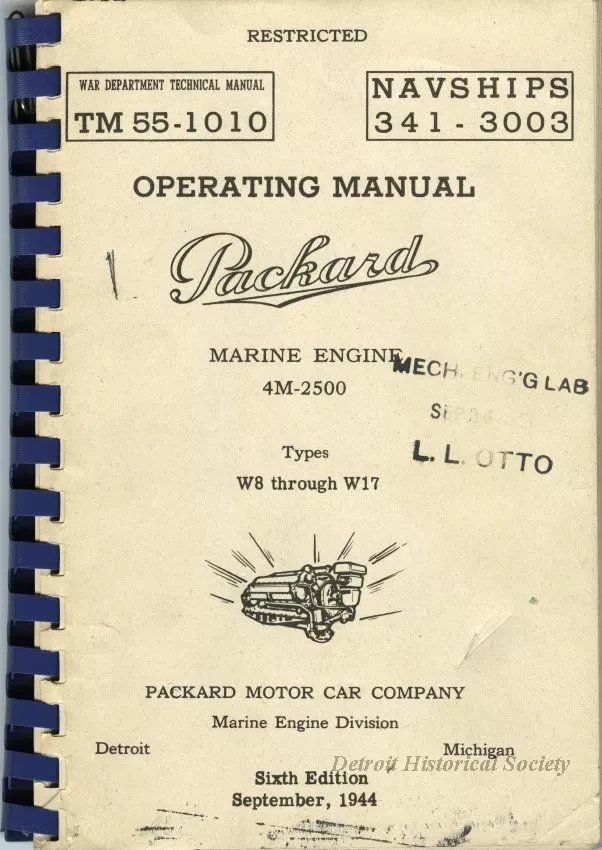 RESTRICTED
WAR DEPARTMENT TECHNICAL MANUAL
TM 55-1010
NAVSHIPS
341 - 3003
OPERATING MANUAL
Packard
MARINE ENGINE
4M-2500
MECH. ENG'G LAB
SEP
L. L. OTTO
Types
W8 through W17
PACKARD MOTOR CAR COMPANY
Marine Engine Division
Detroit Michigan
Detroit Historical Society
Sixth Edition
September, 1944